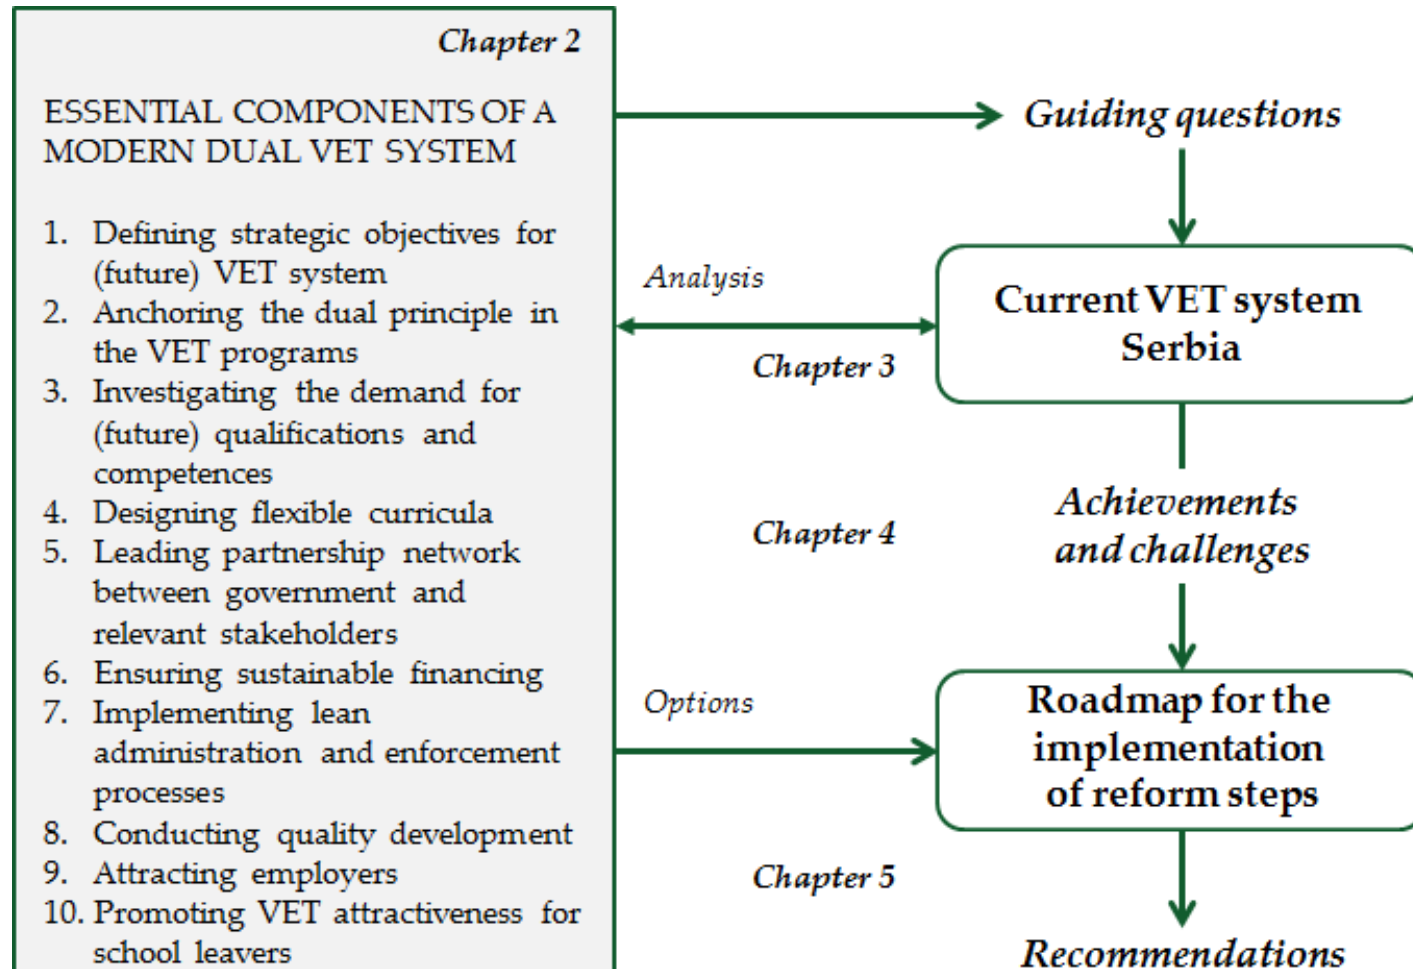 Chapter 2
ESSENTIAL COMPONENTS OF A
MODERN DUAL VET SYSTEM
1. Defining strategic objectives for
(future) VET system
2. Anchoring the dual principle in
the VET programs
3. Investigating the demand for
(future) qualifications and
competences
4. Designing flexible curricula
5. Leading partnership network
between government and
relevant stakeholders
6. Ensuring sustainable financing
7. Implementing lean
administration and enforcement
processes
8. Conducting quality development
9. Attracting employers
10. Promoting VET attractiveness for
school leavers
Guiding questions
Analysis
Chapter 3
Current VET system
Serbia
Chapter 4
Achievements
and challenges
Options
Roadmap for the
implementation
of reform steps
Chapter 5
Recommendations